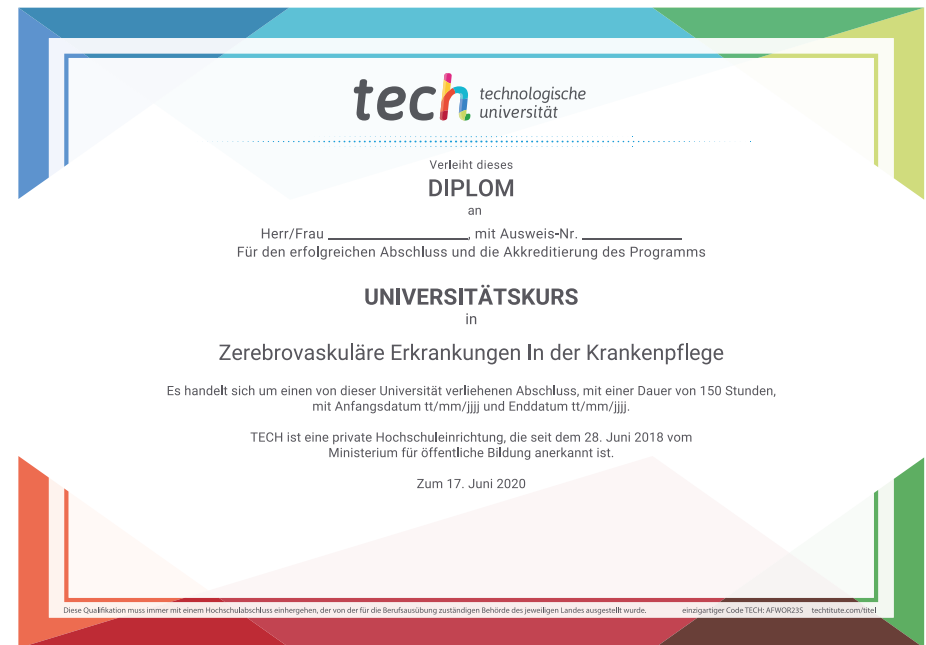 tech technologische
universität
Verleiht dieses
DIPLOM
an
Herr/Frau ____________________, mit Ausweis-Nr. ______________
Für den erfolgreichen Abschluss und die Akkreditierung des Programms
UNIVERSITÄTSKURS
in
Zerebrovaskuläre Erkrankungen In der Krankenpflege
Es handelt sich um einen von dieser Universität verliehenen Abschluss, mit einer Dauer von 150 Stunden,
mit Anfangsdatum tt/mm/jjjj und Enddatum tt/mm/jjjj.
TECH ist eine private Hochschuleinrichtung, die seit dem 28. Juni 2018 vom
Ministerium für öffentliche Bildung anerkannt ist.
Zum 17. Juni 2020
Diese Qualifikation muss immer mit einem Hochschulabschluss einhergehen, der von der für die Berufsausübung zuständigen Behörde des jeweiligen Landes ausgestellt wurde. einzigartiger Code TECH: AFWOR23S techtitute.com/titel